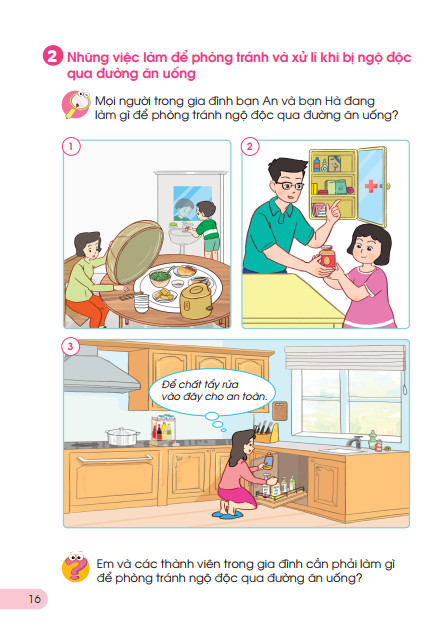 2 Những việc làm để phòng tránh và xử lí khi bị ngộ độc
qua đường ăn uống
Mọi người trong gia đình bạn An và bạn Hà đang
làm gì để phòng tránh ngộ độc qua đường ăn uống?
1
2
3
Để chất tẩy rửa
vào đây cho an toàn.
Em và các thành viên trong gia đình cần phải làm gì
để phòng tránh ngộ độc qua đường ăn uống?
16